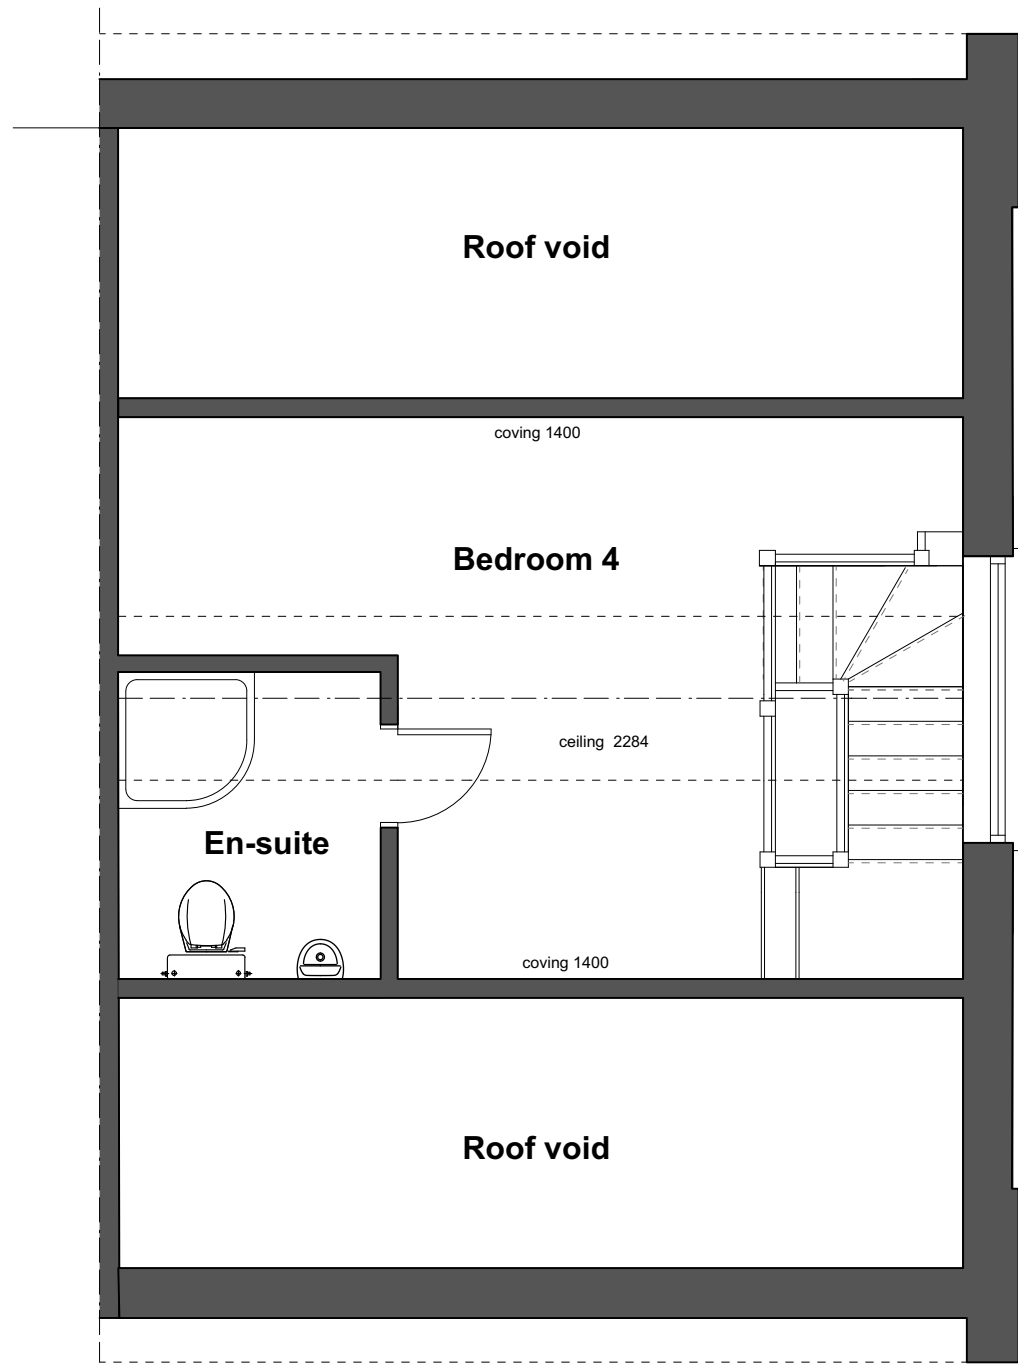 Roof void
coving 1400
Bedroom 4
ceiling 2284
En-suite
coving 1400
Roof void